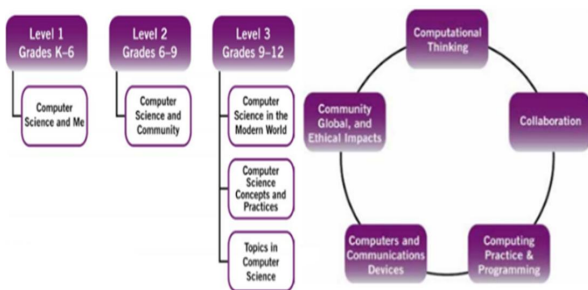 Level 1
Grades K–6
Computer
Science and Me
Level 2
Grades 6–9
Computer
Science and
Community
Level 3
Grades 9–12
Computer
Science in the
Modern World
Computer
Science
Concepts and
Practices
Topics in
Computer
Science
Computational
Thinking
Collaboration
Computing
Practice &
Programming
Computers and
Communications
Devices
Community
Global, and
Ethical Impacts